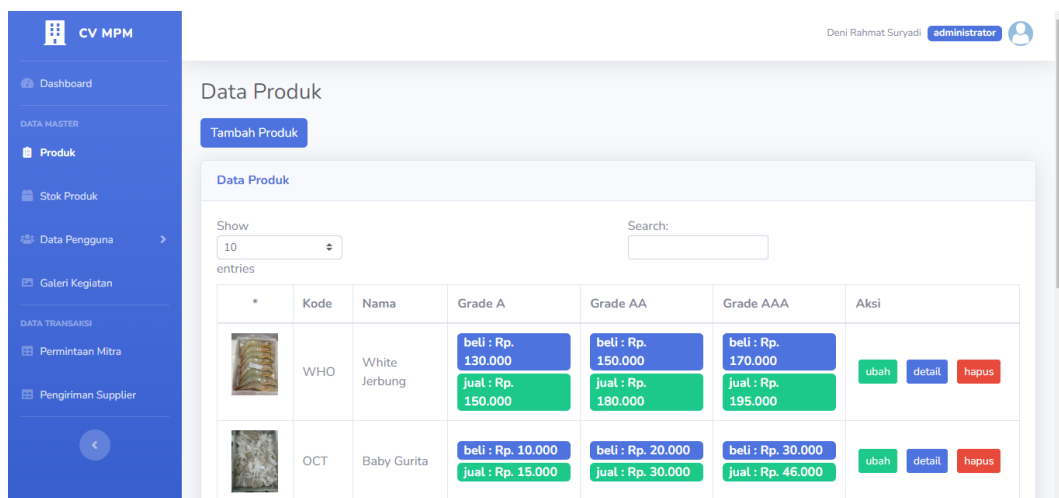 CV MPM
Deni Rahmat Suryadi administrator
Dashboard
DATA MASTER
Produk
Stok Produk
Data Pengguna
Galeri Kegiatan
DATA TRANSAKSI
Permintaan Mitra
Pengiriman Supplier
Data Produk
Tambah Produk
Data Produk
Show
10
entries
Search:
* Kode Nama Grade A Grade AA Grade AAA Aksi
WHO
White
Jerbung
beli : Rp.
130.000
jual : Rp.
150.000
beli : Rp.
150.000
jual : Rp.
180.000
beli : Rp.
170.000
jual : Rp.
195.000
ubah detail hapus
OCT
Baby Gurita
beli : Rp. 10.000
jual : Rp. 15.000
beli : Rp. 20.000
jual : Rp. 30.000
beli : Rp. 30.000
jual : Rp. 46.000
ubah detail hapus